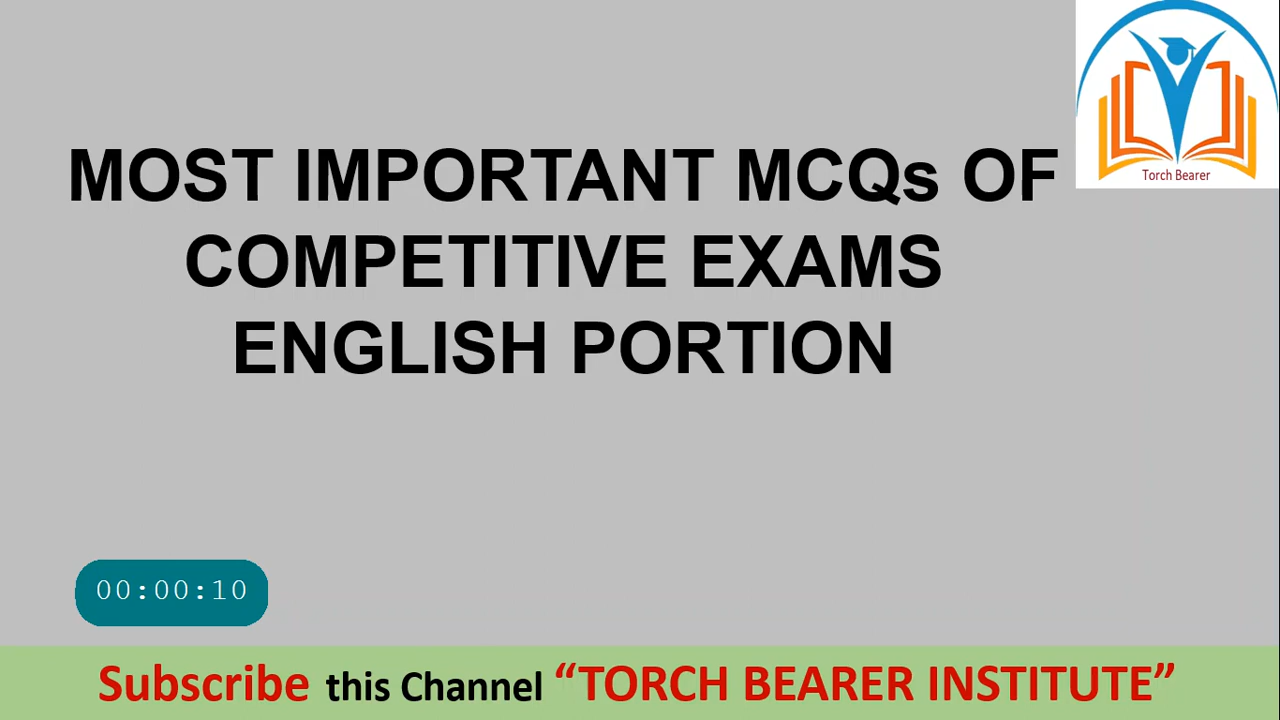 MOST IMPORTANT MCQs OF
COMPETITIVE EXAMS
ENGLISH PORTION
Torch Bearer
00:00:10
Subscribe this Channel “TORCH BEARER INSTITUTE”